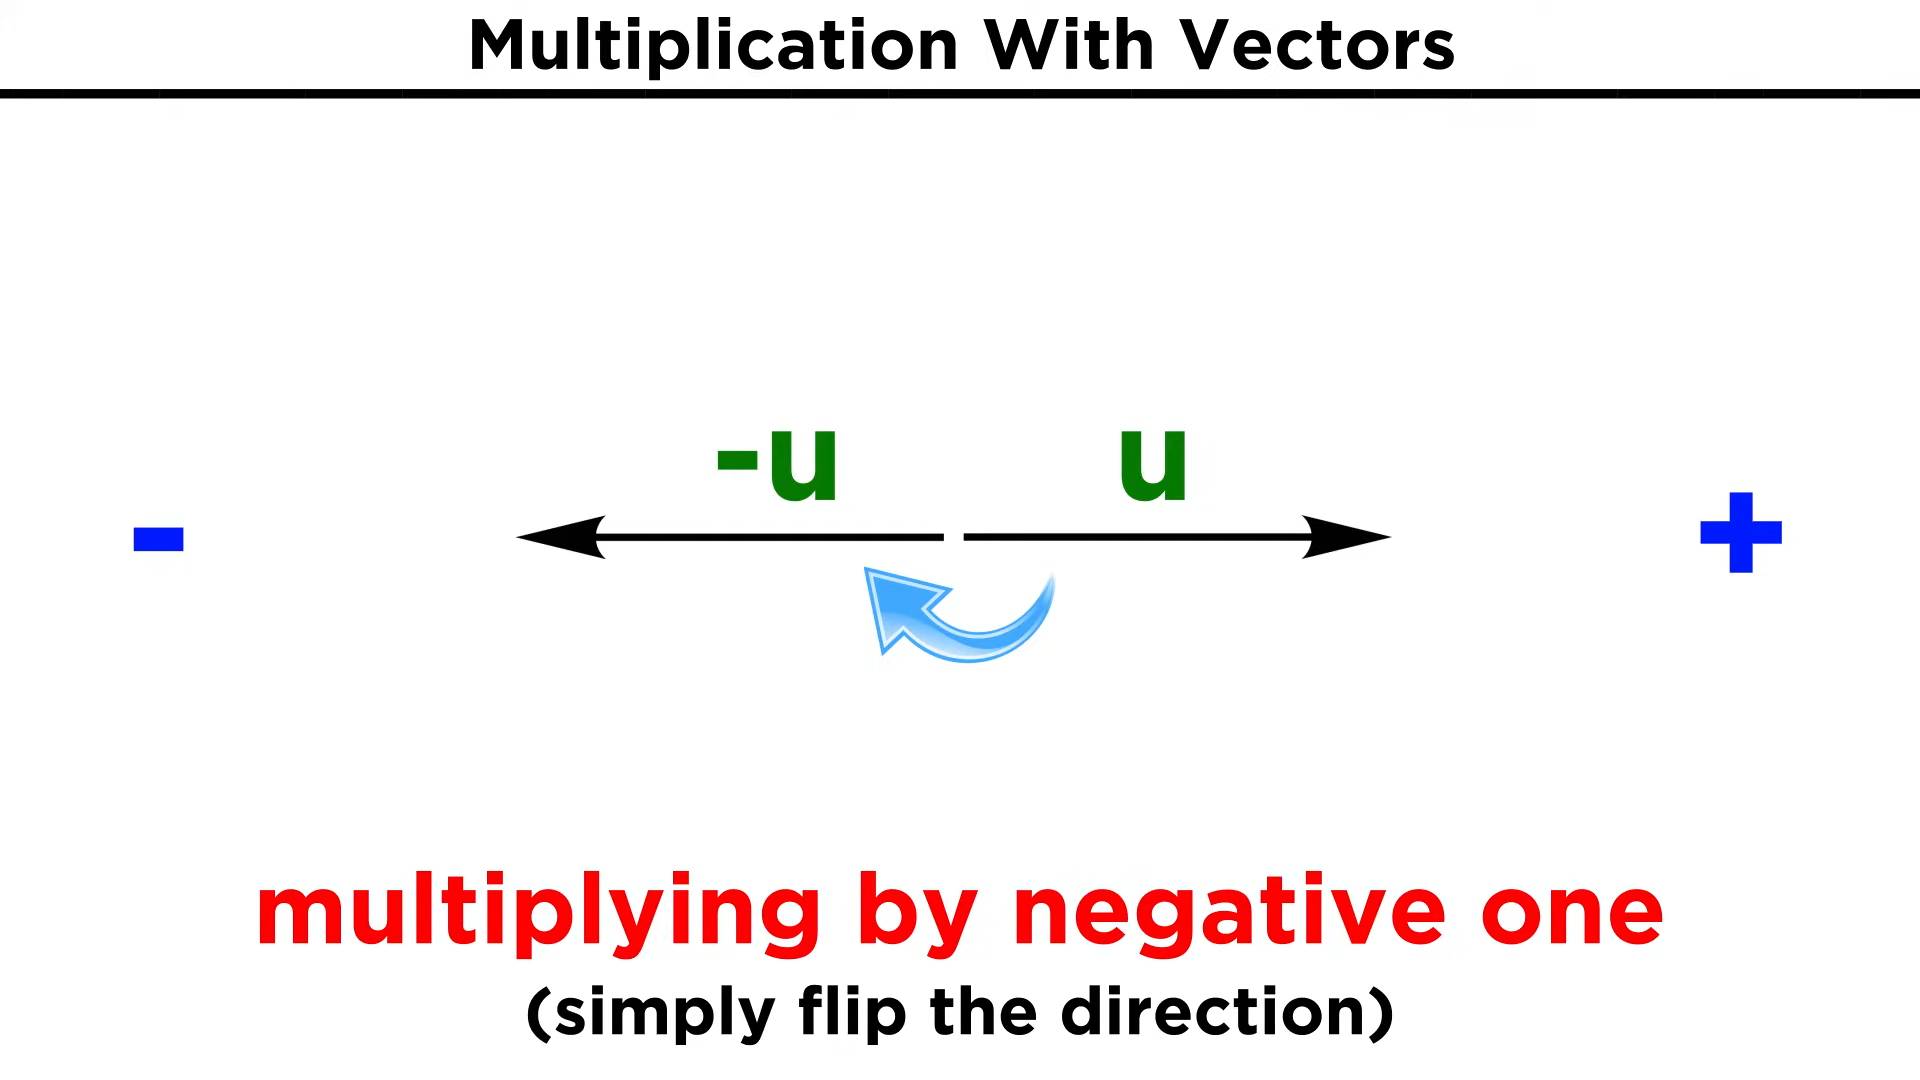 Multiplication With Vectors
-u u
- +
multiplying by negative one
(simply flip the direction)